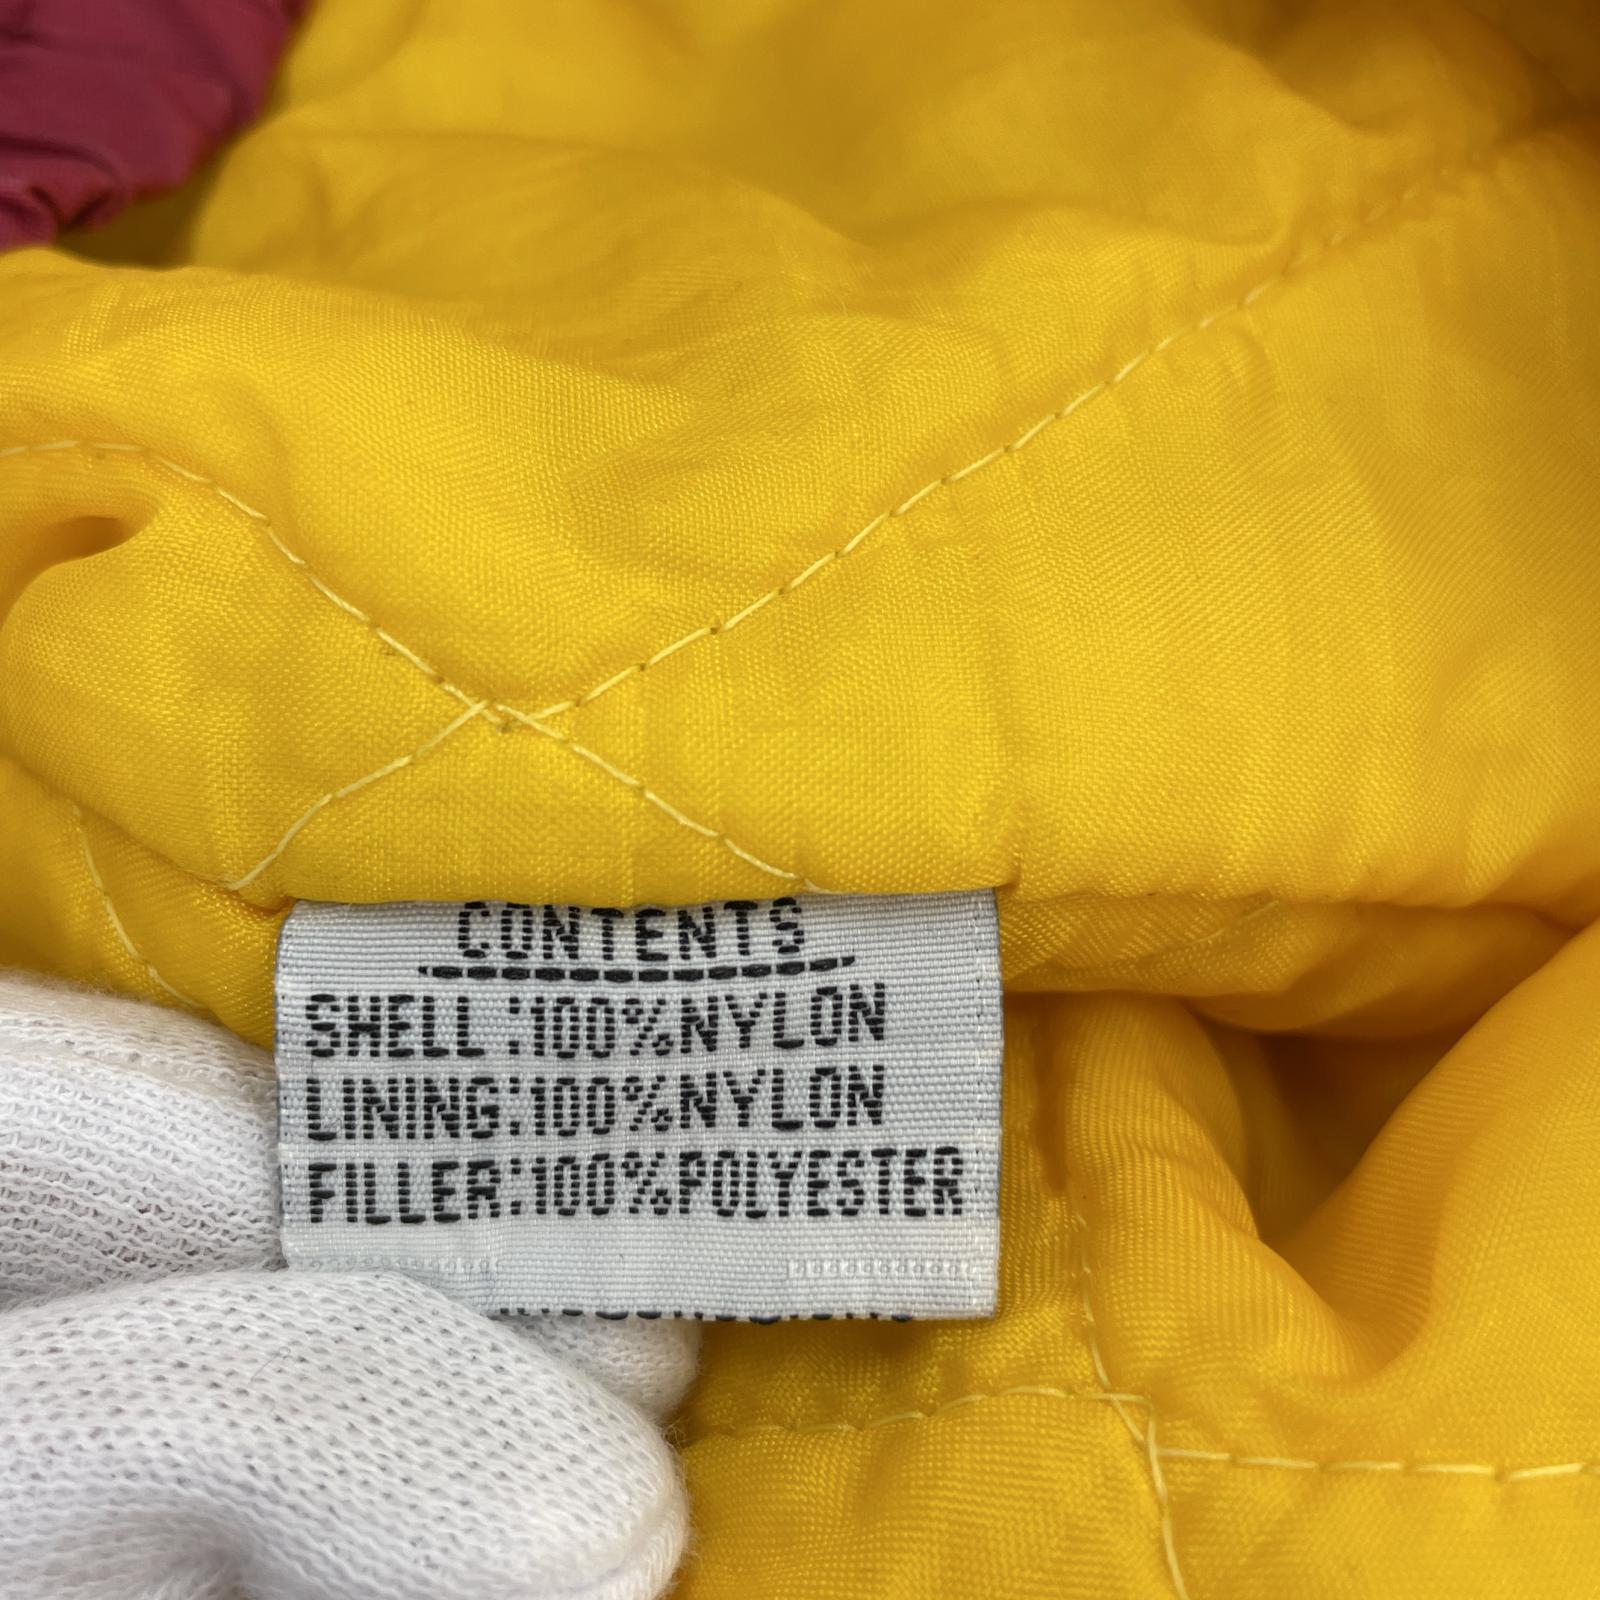 CONTENTS
SHELL:100%NYLON
LINING:100%NYLON
FILLER:100%POLYESTER